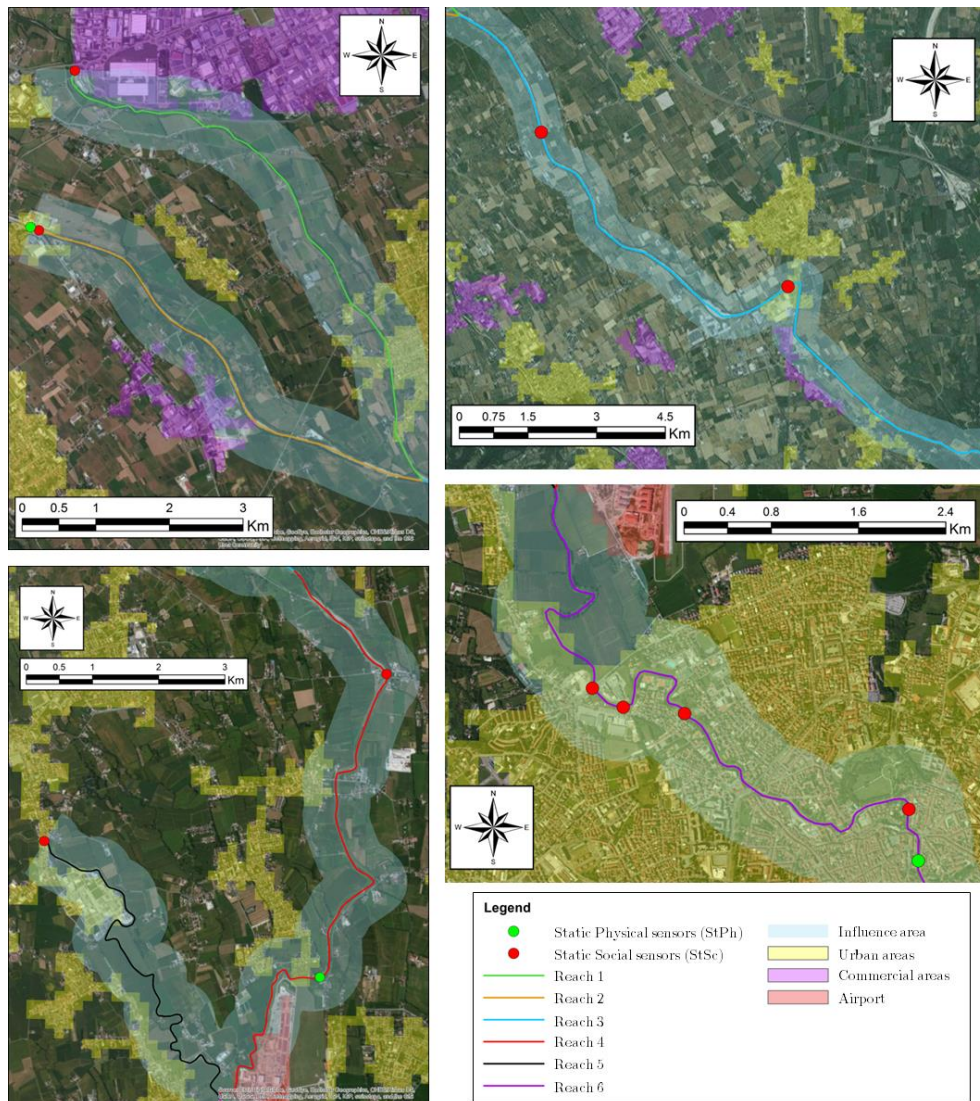 N
W E
S
0 0.5 1 2 3
Km
N
W E
S
0 0.75 1.5 3 4.5
Km
N
W E
S
0 0.5 1 2 3
Km
0 0.4 0.8 1.6 2.4
Km
N
W E
S
Legend
Static Physical sensors (StPh)
Static Social sensors (StSc)
Reach 1
Reach 2
Reach 3
Reach 4
Reach 5
Reach 6
Influence area
Urban areas
Commercial areas
Airport